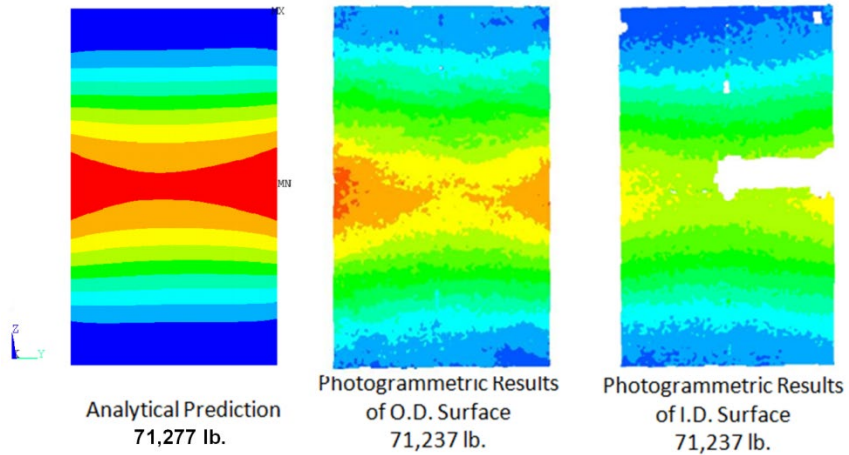 MX
MN
Z
X Y
Analytical Prediction
71,277 lb.
Photogrammetric Results
of O.D. Surface
71,237 lb.
Photogrammetric Results
of I.D. Surface
71,237 lb.